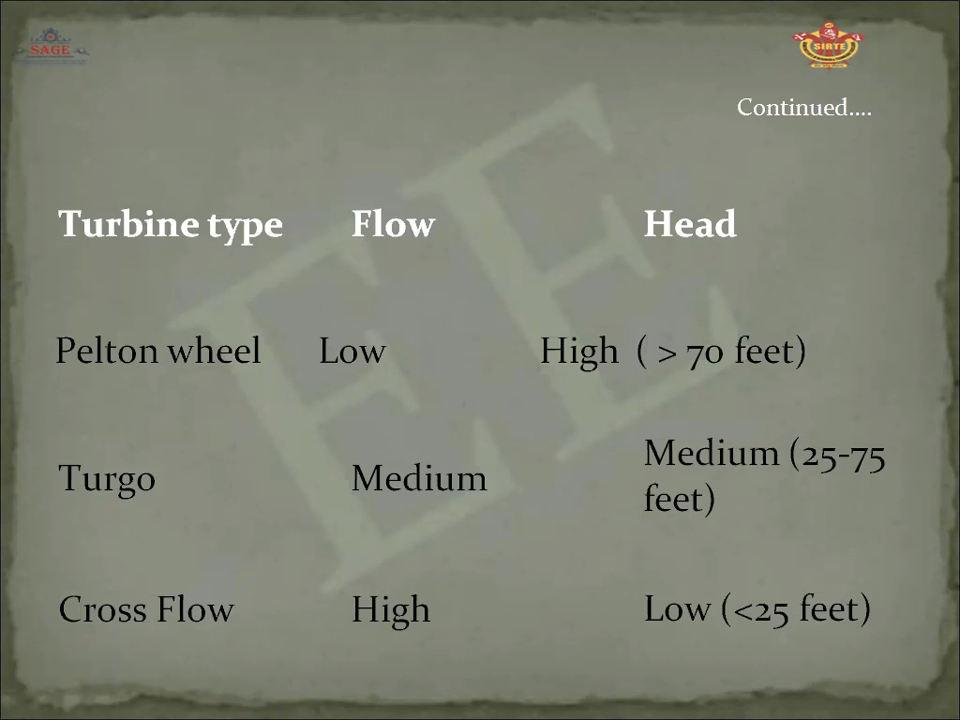 SAGE
SIRTE
Continued....
Turbine type Flow Head
Pelton wheel Low High ( > 70 feet)
Turgo Medium Medium (25-75
feet)
Cross Flow High Low (<25 feet)
EE